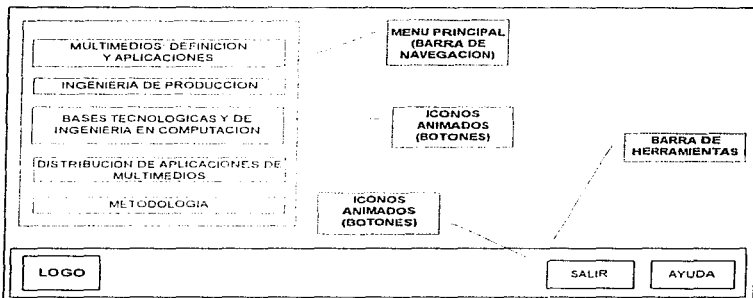 MULTIMEDIOS: DEFINICION
Y APLICACIONES
INGENIERIA DE PRODUCCION
BASES TECNOLOGICAS Y DE
INGENIERIA EN COMPUTACION
DISTRIBUCION DE APLICACIONES DE
MULTIMEDIOS
METODOLOGIA
MENU PRINCIPAL
(BARRA DE
NAVEGACION)
ICONOS
ANIMADOS
(BOTONES)
BARRA DE
HERRAMIENTAS
ICONOS
ANIMADOS
(BOTONES)
LOGO
SALIR
AYUDA